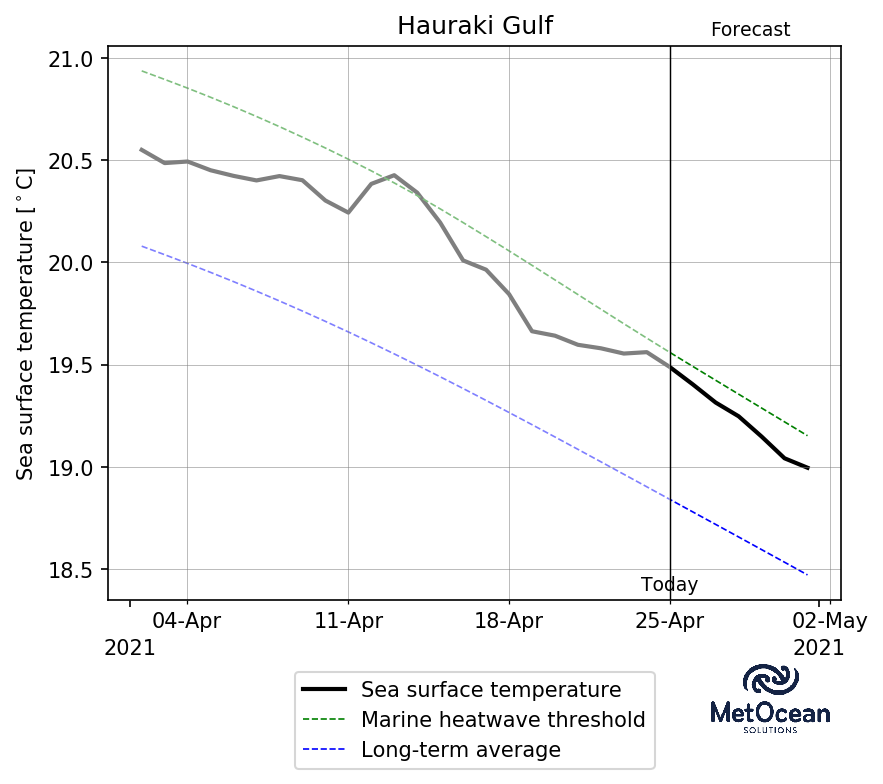 Hauraki Gulf
Forecast
Sea surface temperature [°C]
21.0
20.5
20.0
19.5
19.0
18.5
Today
04-Apr 11-Apr 18-Apr 25-Apr 02-May
2021 2021
Sea surface temperature
Marine heatwave threshold
Long-term average
MetOcean
SOLUTIONS